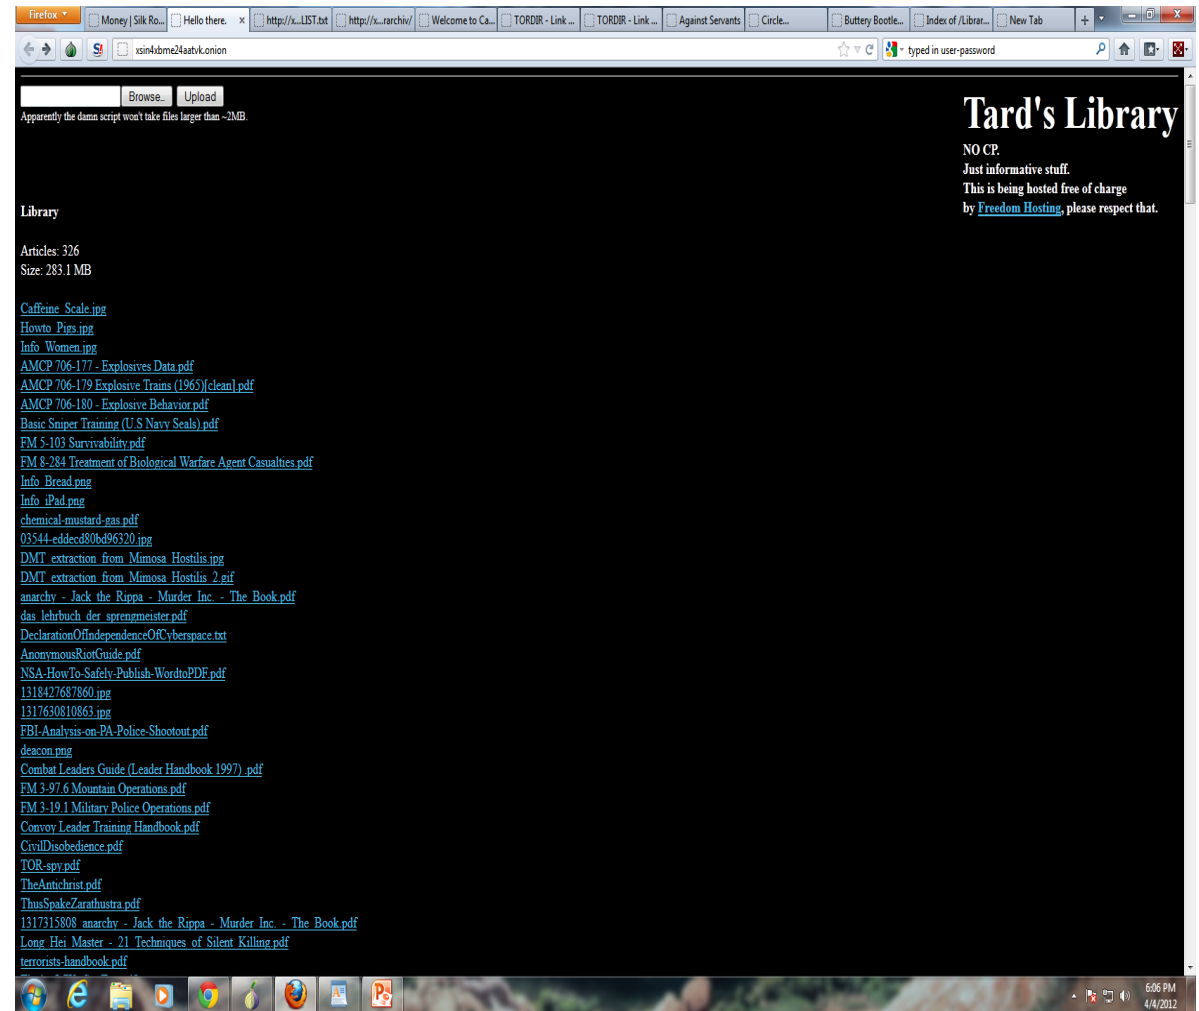 Firefox
Money | Silk Ro...
Hello there.
http://x...LIST.txt
http://x...rarchiv/
Welcome to Ca...
TORDIR - Link ...
TORDIR - Link ...
Against Servants
Circle...
Buttery Bootle...
Index of /Librar...
New Tab
xsin4xbme24aatvk.onion
typed in user-password
Browse..
Upload
Apparently the damn script won't take files larger than ~2MB.
Tard's Library
NO CP.
Just informative stuff.
This is being hosted free of charge
by Freedom Hosting, please respect that.
Library
Articles: 326
Size: 283.1 MB
Caffeine_Scale.jpg
Howto_Pigs.jpg
Info_Women.jpg
AMCP 706-177 - Explosives Data.pdf
AMCP 706-179 Explosive Trains (1965)[clean].pdf
AMCP 706-180 - Explosive Behavior.pdf
Basic Sniper Training (U.S Navy Seals).pdf
FM 5-103 Survivability.pdf
FM 8-284 Treatment of Biological Warfare Agent Casualties.pdf
Info_Bread.png
Info_iPad.png
chemical-mustard-gas.pdf
03544-eddecd80bd96320.jpg
DMT_extraction_from_Mimosa_Hostilis.jpg
DMT_extraction_from_Mimosa_Hostilis_2.gif
anarchy_-_Jack_the_Rippa_-_Murder_Inc._-_The_Book.pdf
das_lehrbuch_der_sprengmeister.pdf
DeclarationOfIndependenceOfCyberspace.txt
AnonymousRiotGuide.pdf
NSA-HowTo-Safely-Publish-WordtoPDF.pdf
1318427687860.jpg
1317630810863.jpg
FBI-Analysis-on-PA-Police-Shootout.pdf
deacon.png
Combat Leaders Guide (Leader Handbook 1997) .pdf
FM 3-97.6 Mountain Operations.pdf
FM 3-19.1 Military Police Operations.pdf
Convoy Leader Training Handbook.pdf
CivilDisobedience.pdf
TOR-spy.pdf
TheAntichrist.pdf
ThusSpakeZarathustra.pdf
1317315808_anarchy_-_Jack_the_Rippa_-_Murder_Inc._-_The_Book.pdf
Long_Hei_Master_-_21_Techniques_of_Silent_Killing.pdf
terrorists-handbook.pdf
6:06 PM
4/4/2012